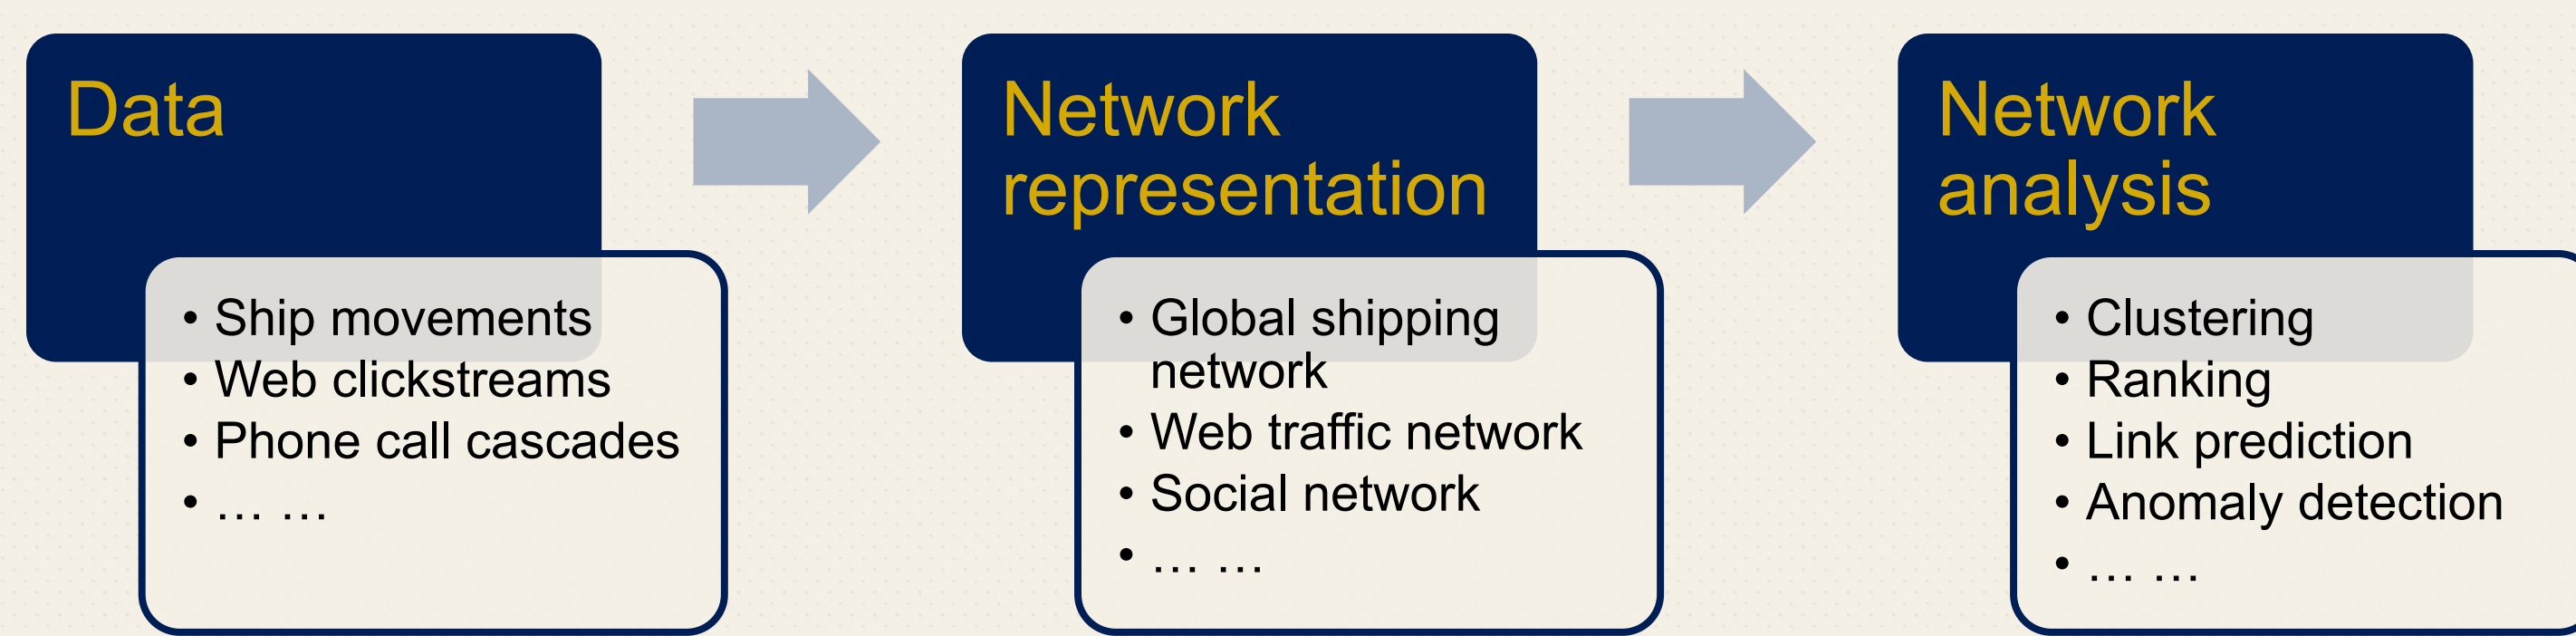 Data
• Ship movements
• Web clickstreams
• Phone call cascades
• … …
Network
representation
• Global shipping
network
• Web traffic network
• Social network
• … …
Network
analysis
• Clustering
• Ranking
• Link prediction
• Anomaly detection
• … …